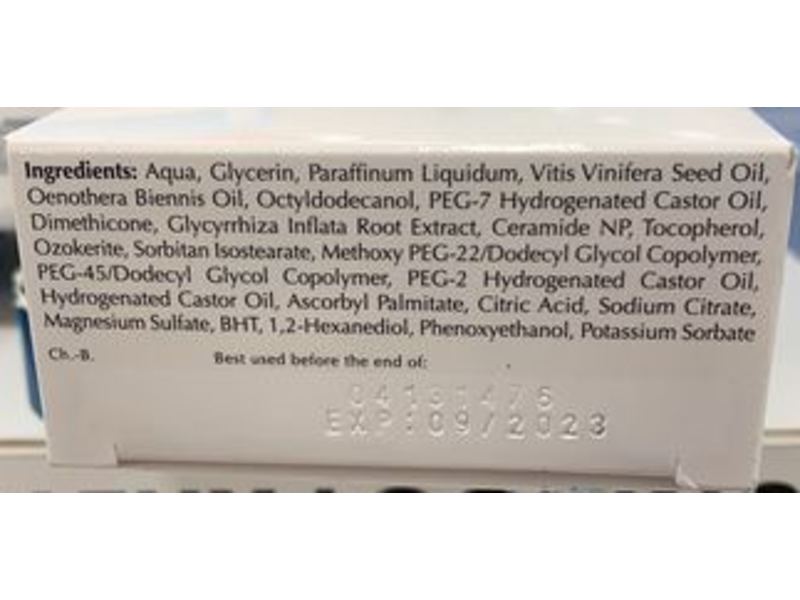 Ingredients: Aqua, Glycerin, Paraffinum Liquidum, Vitis Vinifera Seed Oil,
Oenothera Biennis Oil, Octyldodecanol, PEG-7 Hydrogenated Castor Oil,
Dimethicone, Glycyrrhiza Inflata Root Extract, Ceramide NP, Tocopherol,
Ozokerite, Sorbitan Isostearate, Methoxy PEG-22/Dodecyl Glycol Copolymer,
PEG-45/Dodecyl Glycol Copolymer, PEG-2 Hydrogenated Castor Oil,
Hydrogenated Castor Oil, Ascorbyl Palmitate, Citric Acid, Sodium Citrate,
Magnesium Sulfate, BHT, 1,2-Hexanediol, Phenoxyethanol, Potassium Sorbate
Ch.-B. Best used before the end of:
EXP:09/2023